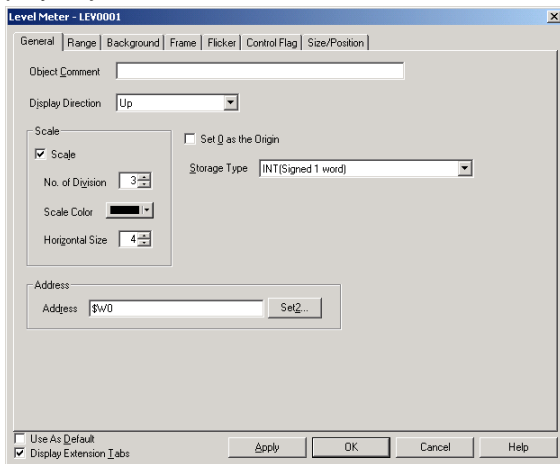 Level Meter - LEV0001
General Range Background Frame Flicker Control Flag Size/Position
Object Comment
Display Direction Up
Scale
Set 0 as the Origin
Scale
Storage Type INT(Signed 1 word)
No. of Division 3
Scale Color
Horizontal Size 4
Address
Address $W0 Set2...
Use As Default
Display Extension Tabs
Apply OK Cancel Help